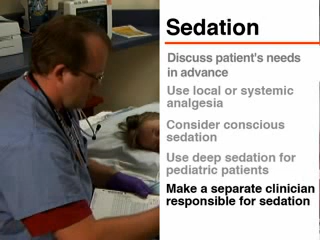 Sedation
Discuss patient's needs
in advance
Use local or systemic
analgesia
Consider conscious
sedation
Use deep sedation for
pediatric patients
Make a separate clinician
responsible for sedation